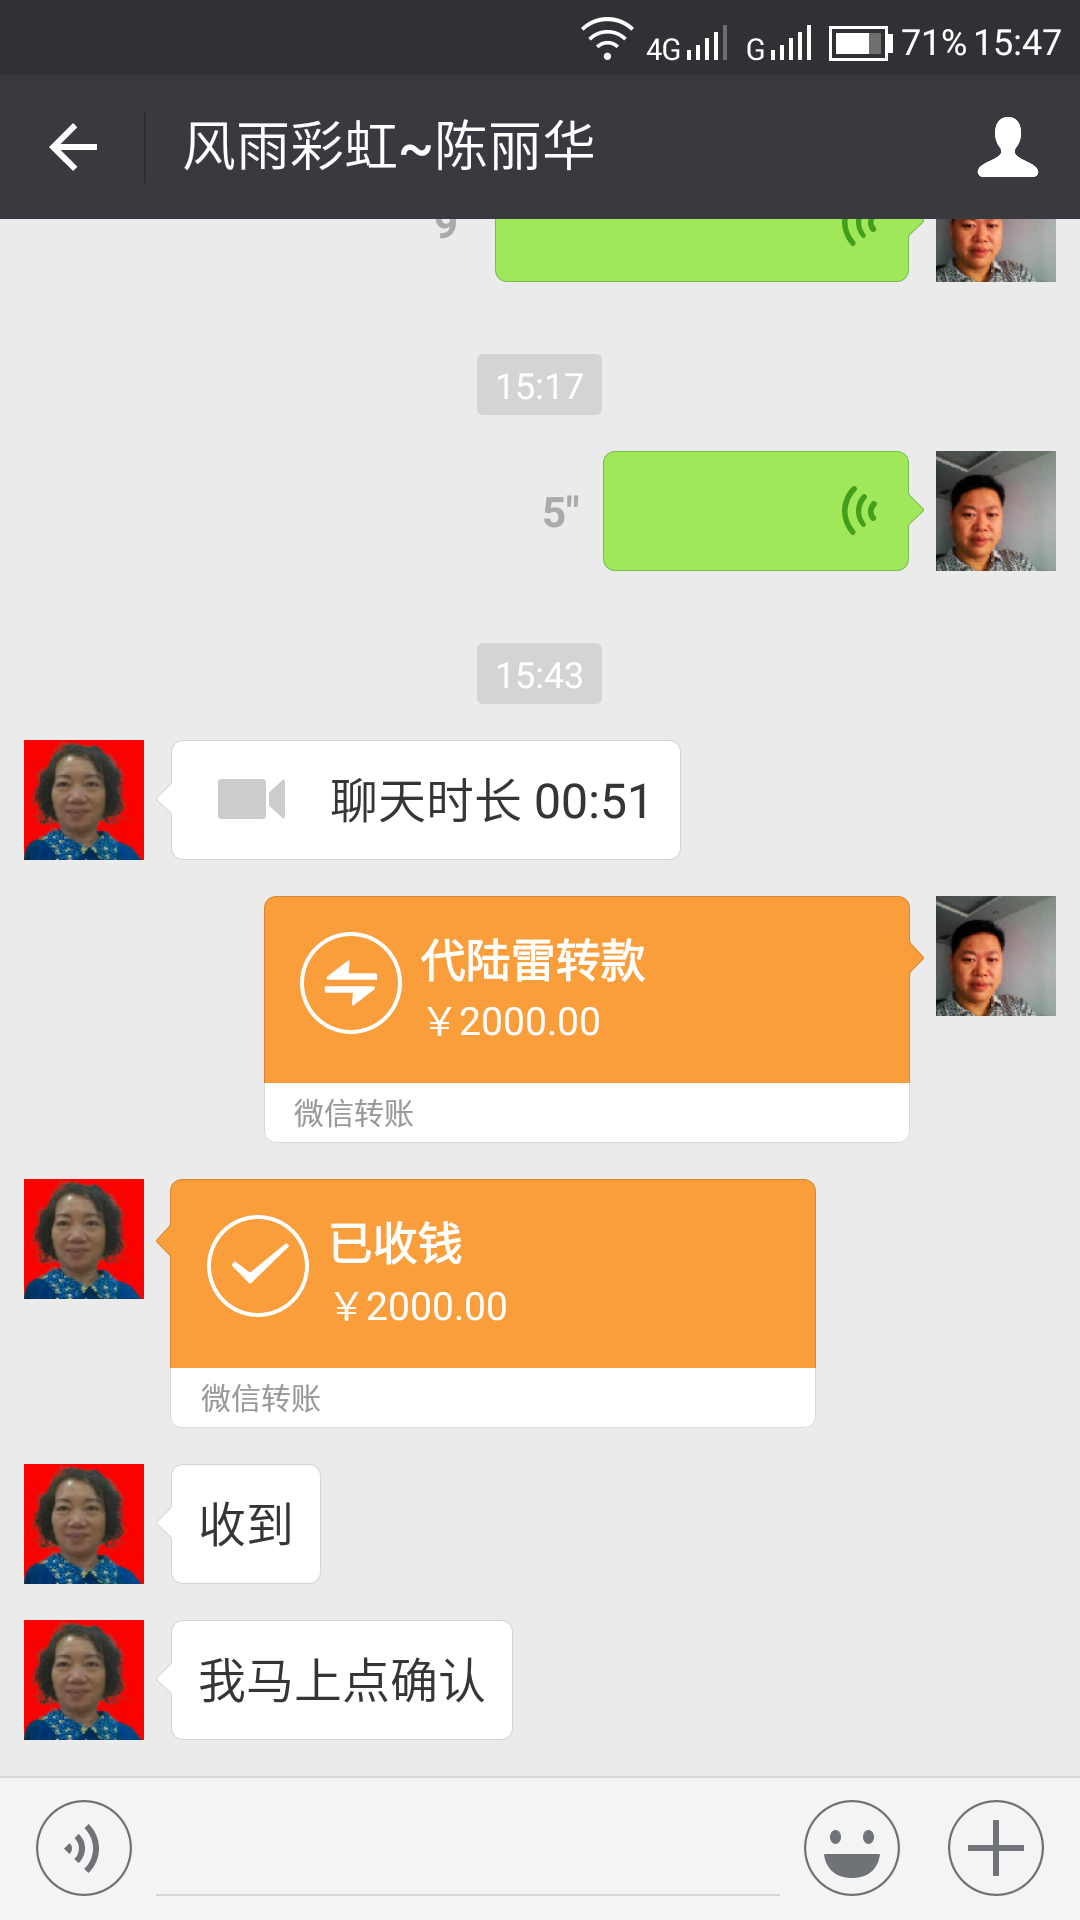 4G G 71% 15:47
风雨彩虹~陈丽华
9
15:17
5"
15:43
聊天时长 00:51
代陆雷转款
￥2000.00
微信转账
已收钱
￥2000.00
微信转账
收到
我马上点确认